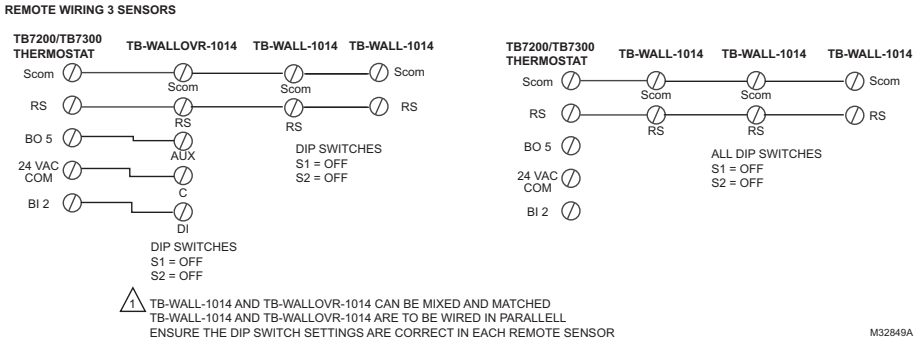 REMOTE WIRING 3 SENSORS
TB7200/TB7300
THERMOSTAT
TB-WALLOVR-1014
TB-WALL-1014
TB-WALL-1014
Scom
Scom
Scom
Scom
RS
RS
RS
RS
BO 5
AUX
24 VAC
COM
C
BI 2
DI
DIP SWITCHES
S1 = OFF
S2 = OFF
DIP SWITCHES
S1 = OFF
S2 = OFF
TB7200/TB7300
THERMOSTAT
TB-WALL-1014
TB-WALL-1014
TB-WALL-1014
Scom
Scom
Scom
Scom
RS
RS
RS
RS
BO 5
24 VAC
COM
BI 2
ALL DIP SWITCHES
S1 = OFF
S2 = OFF
1 TB-WALL-1014 AND TB-WALLOVR-1014 CAN BE MIXED AND MATCHED
TB-WALL-1014 AND TB-WALLOVR-1014 ARE TO BE WIRED IN PARALLELL
ENSURE THE DIP SWITCH SETTINGS ARE CORRECT IN EACH REMOTE SENSOR
M32849A